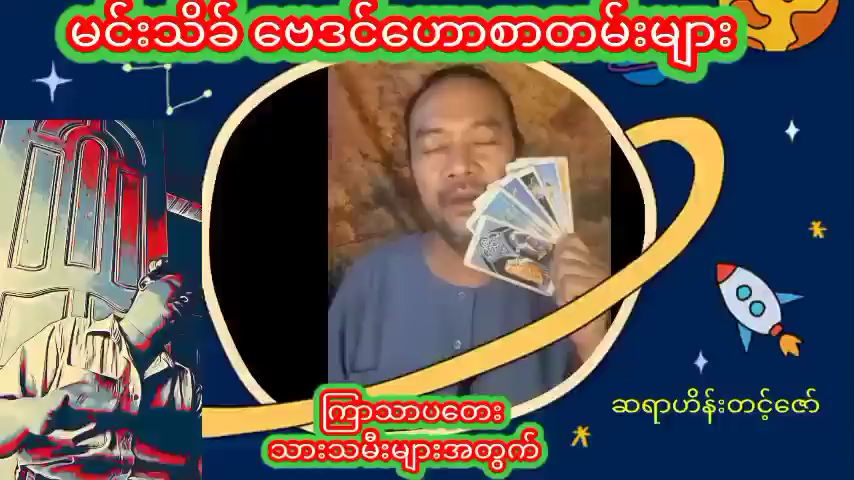 မင်းသိခ် ဗေဒင်ဟောစာတမ်းများ
ဆရာဟိန်းတင့်ဇော်
ကြာသာပတေး
သားသမီးများအတွက်